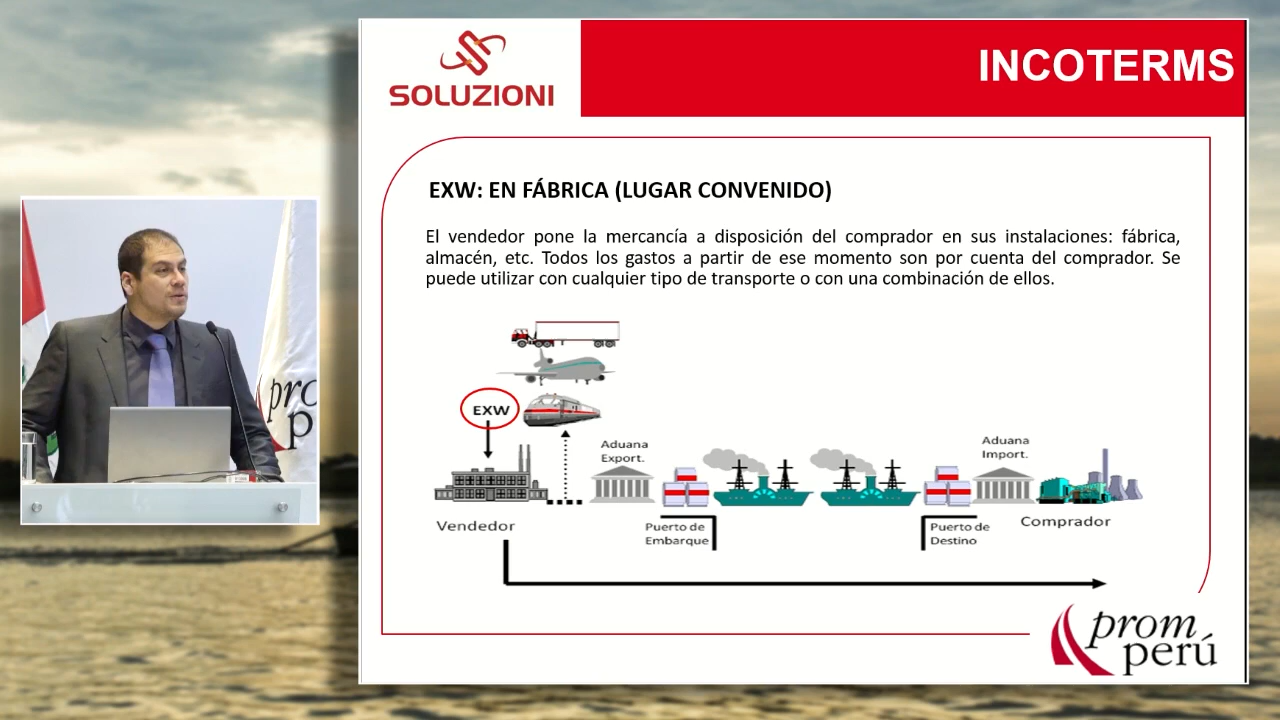 SOLUZIONI
INCOTERMS
EXW: EN FÁBRICA (LUGAR CONVENIDO)
El vendedor pone la mercancía a disposición del comprador en sus instalaciones: fábrica,
almacén, etc. Todos los gastos a partir de ese momento son por cuenta del comprador. Se
puede utilizar con cualquier tipo de transporte o con una combinación de ellos.
EXW
Aduana
Export.
Aduana
Import.
Vendedor
Puerto de
Embarque
Puerto de
Destino
Comprador
prom
perú
pro
p